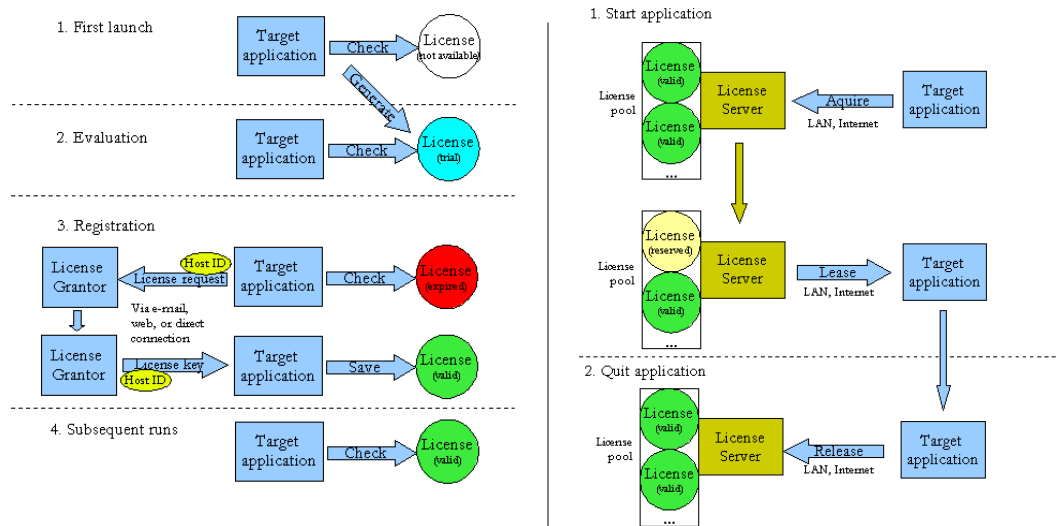 1. First launch
Target
application
Check
License
(not available)
Generate
2. Evaluation
Target
application
Check
License
(trial)
3. Registration
License
Grantor
Host ID
License request
Target
application
Check
License
(expired)
Via e-mail,
web, or direct
connection
License
Grantor
License key
Host ID
Target
application
Save
License
(valid)
4. Subsequent runs
Target
application
Check
License
(valid)
1. Start application
License
pool
License
(valid)
License
(valid)
...
License
Server
Aquire
LAN, Internet
Target
application
License
pool
License
(reserved)
License
(valid)
...
License
Server
Lease
LAN, Internet
Target
application
2. Quit application
License
pool
License
(valid)
License
(valid)
...
License
Server
Release
LAN, Internet
Target
application